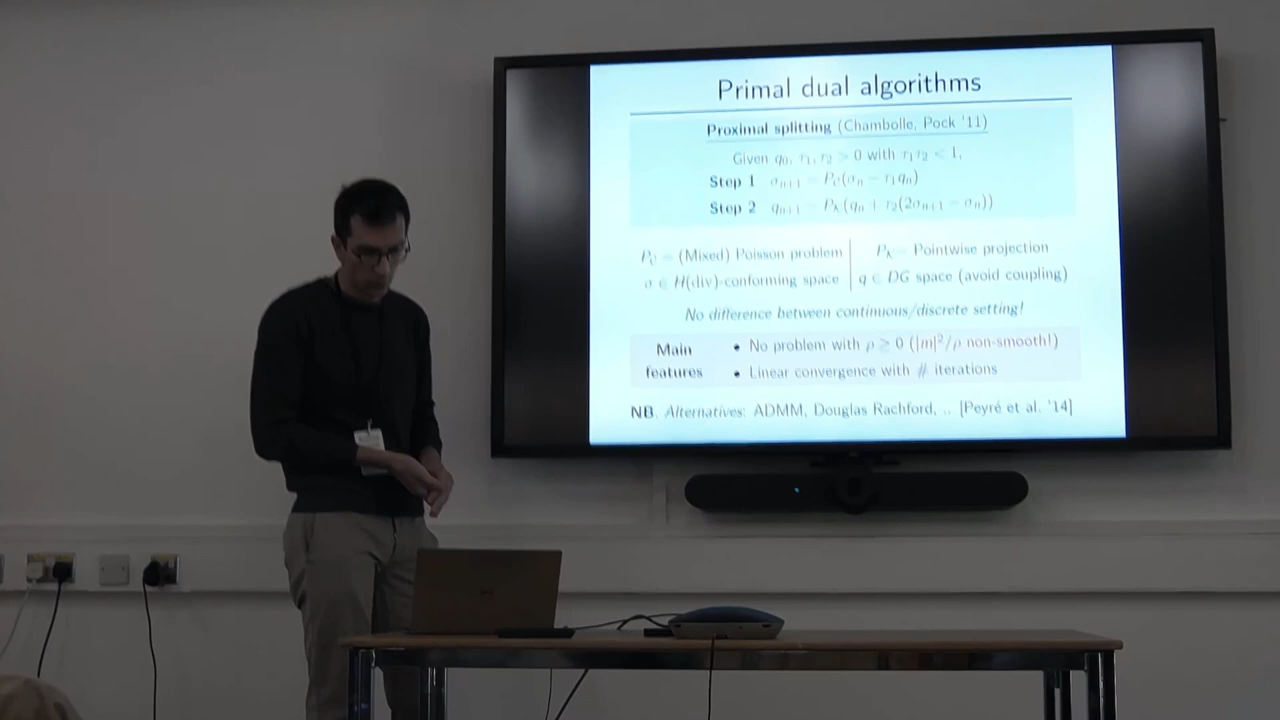 Primal dual algorithms
Proximal splitting (Chambolle, Pock '11)
Given q₀, τ₁, τ₂ > 0 with τ₁τ₂ < 1,
Step 1 σₙ₊₁ = P_C(σₙ − τ₁qₙ)
Step 2 qₙ₊₁ = P_K(qₙ + τ₂(2σₙ₊₁ − σₙ))
P_C = (Mixed) Poisson problem
σ ∈ H(div)-conforming space
P_K = Pointwise projection
q ∈ DG space (avoid coupling)
No difference between continuous/discrete setting!
Main features
• No problem with ρ ≥ 0 (|m|²/ρ non-smooth!)
• Linear convergence with # iterations
NB. Alternatives: ADMM, Douglas Rachford, .. [Peyré et al. '14]